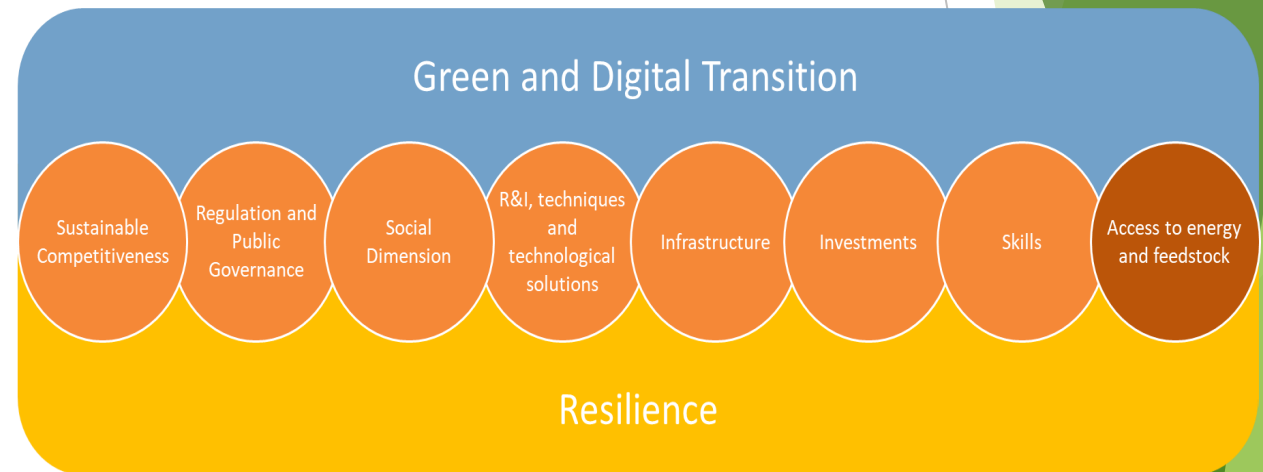 Green and Digital Transition
Sustainable
Competitiveness
Regulation and
Public
Governance
Social
Dimension
R&I, techniques
and
technological
solutions
Infrastructure
Investments
Skills
Access to energy
and feedstock
Resilience